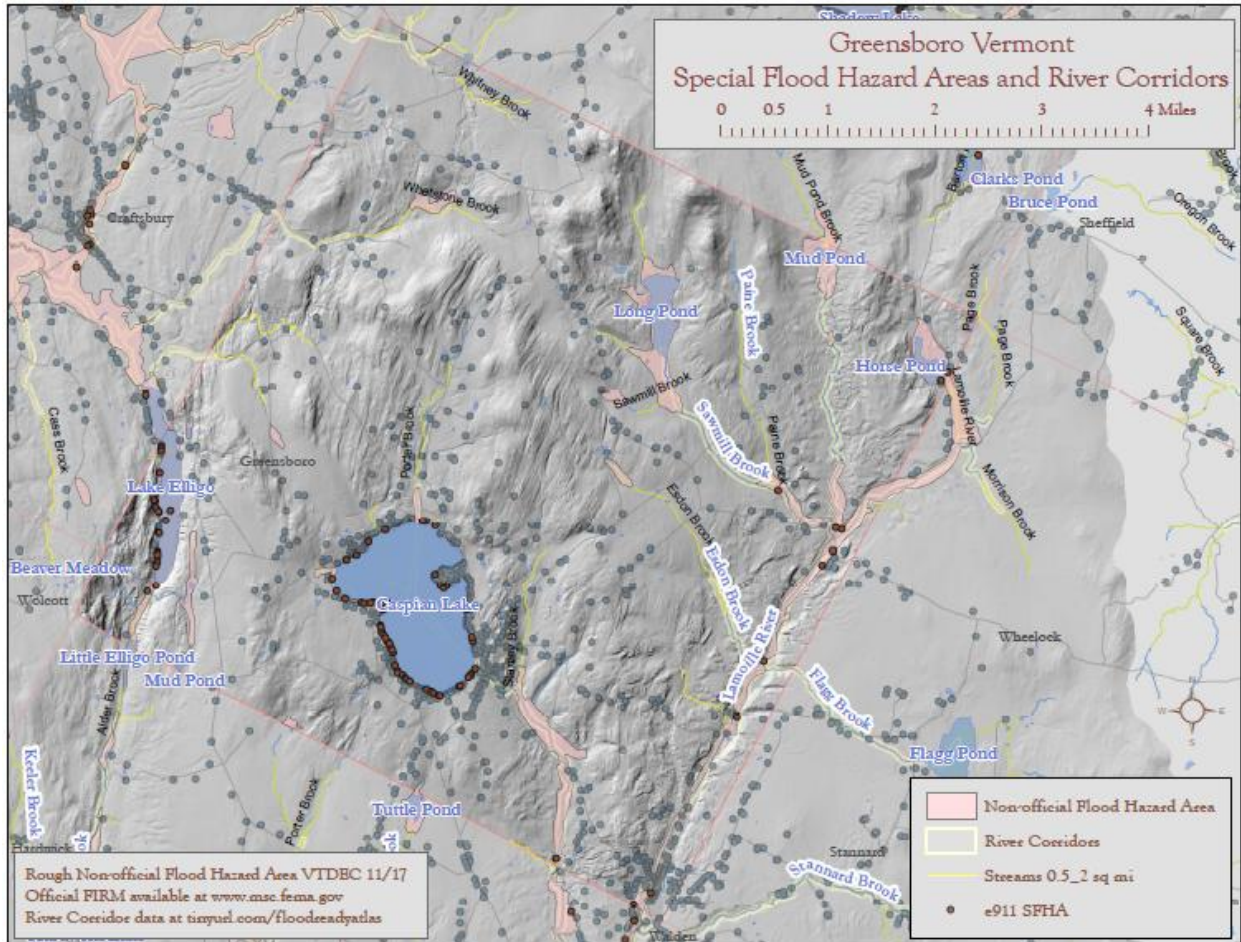 Shadow Lake
Greensboro Vermont
Special Flood Hazard Areas and River Corridors
0 0.5 1 2 3 4 Miles
Whitney Brook
Mud Pond Brook
Clarks Pond
Bruce Pond
Brook
Oregon Brook
Sheffield
Whetstone Brook
Craftsbury
Mud Pond
Paine Brook
Long Pond
Page Brook
Page Brook
Square Brook
Horse Pond
Lamoille River
Sawmill Brook
Sawmill Brook
Paine Brook
Cass Brook
Porter Brook
Greensboro
Lake Elligo
Morrison Brook
Esdon Brook
Esdon Brook
Beaver Meadow
Wolcott
Caspian Lake
Stanley Brook
Wheelock
Little Elligo Pond
Mud Pond
Lamoille River
Flagg Brook
Alder Brook
W E
S
Flagg Pond
Keeler Brook
Porter Brook
Tuttle Pond
Hardwick
Stannard
Stannard Brook
Walden
Non-official Flood Hazard Area
River Corridors
Streams 0.5_2 sq mi
e911 SFHA
Rough Non-official Flood Hazard Area VTDEC 11/17
Official FIRM available at www.msc.fema.gov
River Corridor data at tinyurl.com/floodreadyatlas